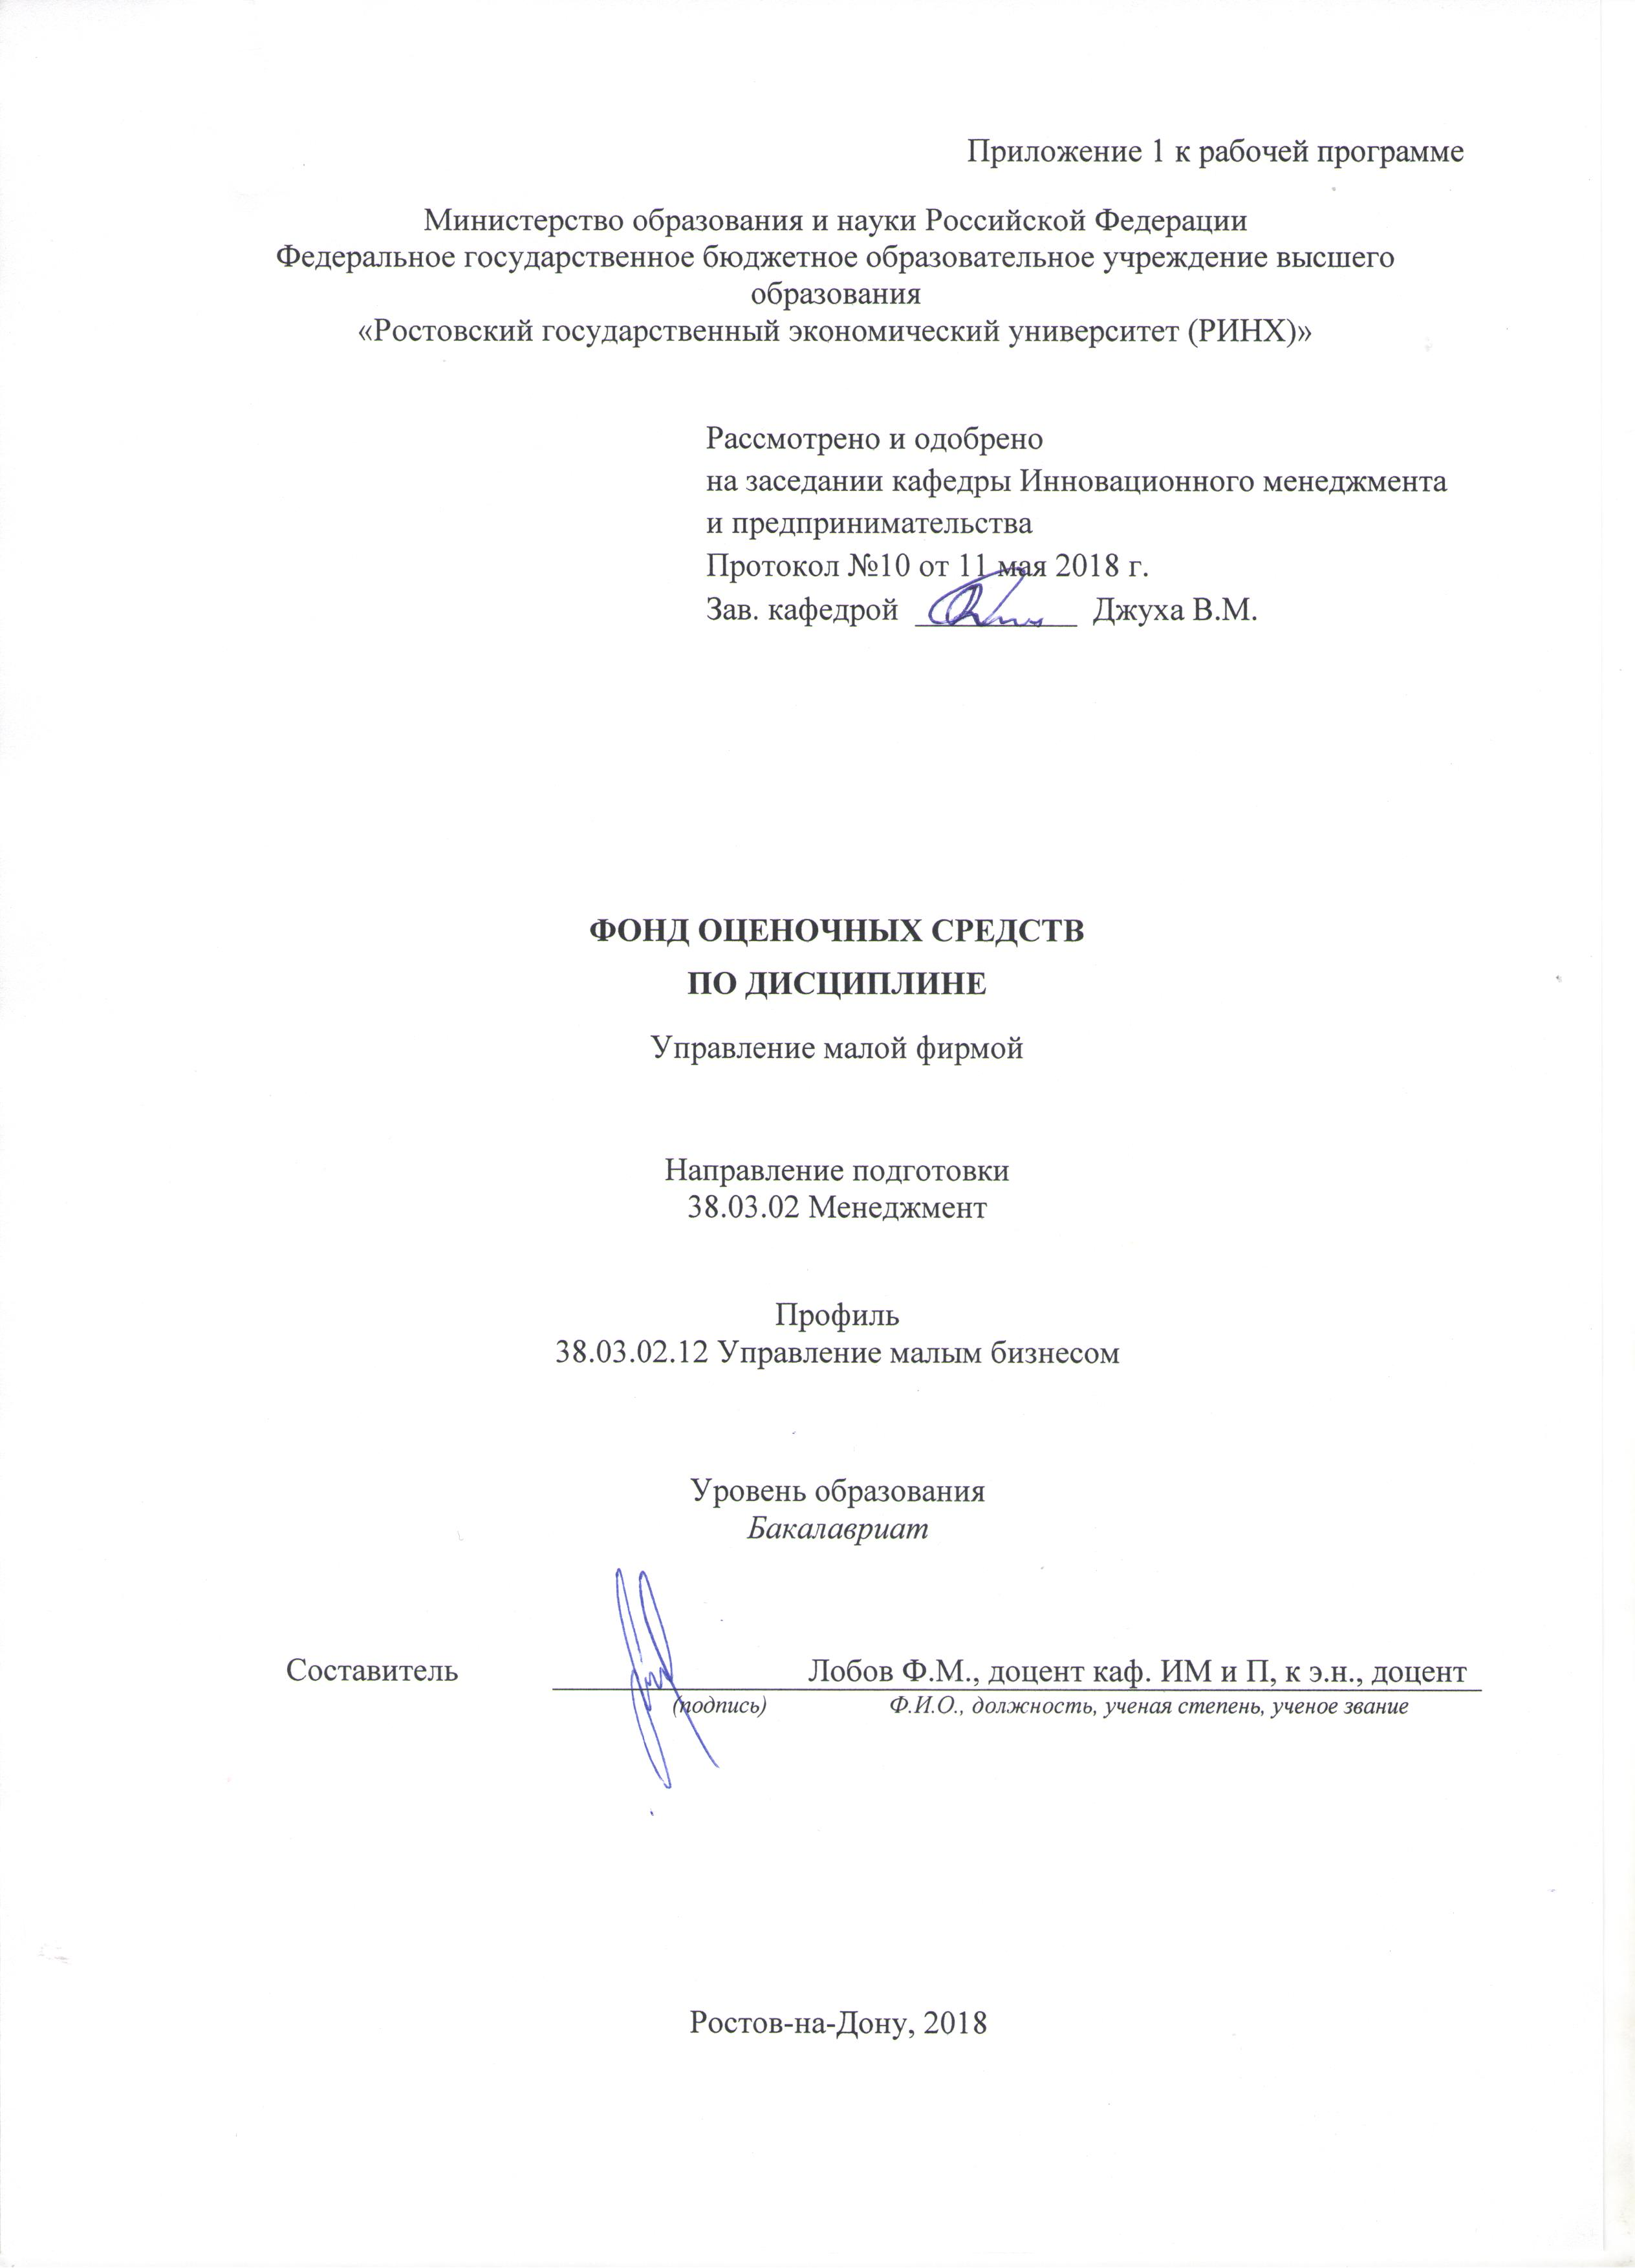 Приложение 1 к рабочей программе
Министерство образования и науки Российской Федерации
Федеральное государственное бюджетное образовательное учреждение высшего
образования
«Ростовский государственный экономический университет (РИНХ)»
Рассмотрено и одобрено
на заседании кафедры Инновационного менеджмента
и предпринимательства
Протокол №10 от 11 мая 2018 г.
Зав. кафедрой Джуха В.М.
ФОНД ОЦЕНОЧНЫХ СРЕДСТВ
ПО ДИСЦИПЛИНЕ
Управление малой фирмой
Направление подготовки
38.03.02 Менеджмент
Профиль
38.03.02.12 Управление малым бизнесом
Уровень образования
Бакалавриат
Составитель Лобов Ф.М., доцент каф. ИМ и П, к э.н., доцент
(подпись) Ф.И.О., должность, ученая степень, ученое звание
Ростов-на-Дону, 2018